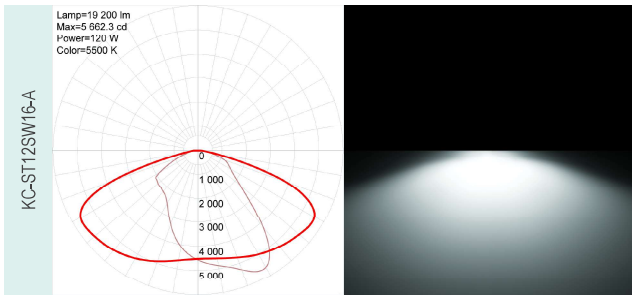 KC-ST12SW16-A
Lamp=19 200 lm
Max=5 662.3 cd
Power=120 W
Color=5500 K
0
1 000
2 000
3 000
4 000
5 000